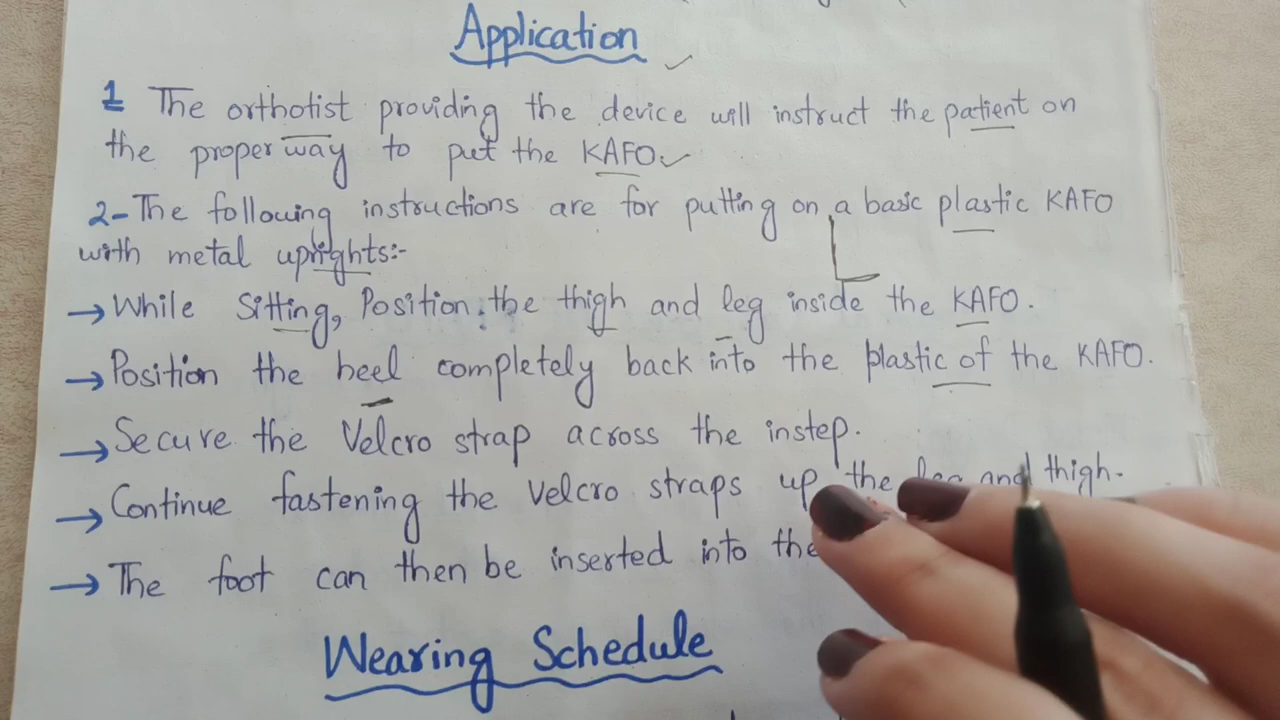 Application
1 The orthotist providing the device will instruct the patient on
the proper way to put the KAFO.
2- The following instructions are for putting on a basic plastic KAFO
with metal uprights:-
→ While Sitting, Position the thigh and leg inside the KAFO.
→ Position the heel completely back into the plastic of the KAFO.
→ Secure the Velcro strap across the instep.
→ Continue fastening the Velcro straps up the leg and thigh.
→ The foot can then be inserted into the
Wearing Schedule